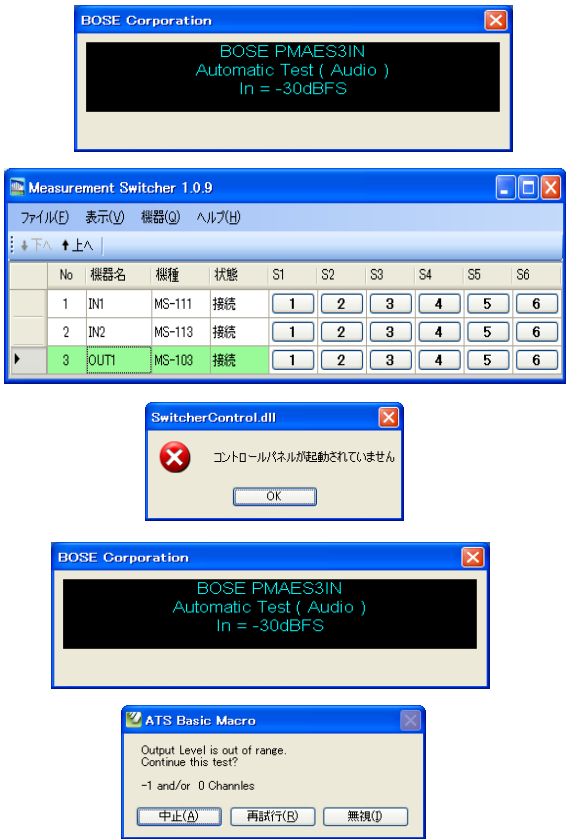 BOSE Corporation
BOSE PMAES3IN
Automatic Test ( Audio )
In = -30dBFS
Measurement Switcher 1.0.9
ファイル(F) 表示(V) 機器(Q) ヘルプ(H)
下へ 上へ
No 機器名 機種 状態 S1 S2 S3 S4 S5 S6
1 IN1 MS-111 接続 1 2 3 4 5 6
2 IN2 MS-113 接続 1 2 3 4 5 6
3 OUT1 MS-103 接続 1 2 3 4 5 6
SwitcherControl.dll
コントロールパネルが起動されていません
OK
BOSE Corporation
BOSE PMAES3IN
Automatic Test ( Audio )
In = -30dBFS
ATS Basic Macro
Output Level is out of range.
Continue this test?
-1 and/or 0 Channles
中止(A) 再試行(R) 無視(I)